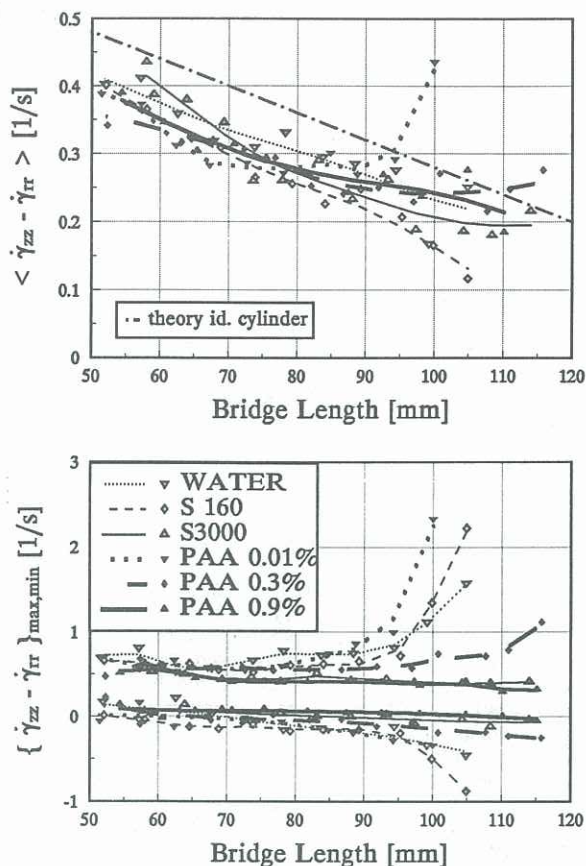 < γ̇zz - γ̇rr > [1/s]
0.5
0.4
0.3
0.2
0.1
0
-·- theory id. cylinder
50 60 70 80 90 100 110 120
Bridge Length [mm]
{ γ̇zz - γ̇rr }max,min [1/s]
3
2
1
0
-1
WATER
S 160
S3000
PAA 0.01%
PAA 0.3%
PAA 0.9%
50 60 70 80 90 100 110 120
Bridge Length [mm]